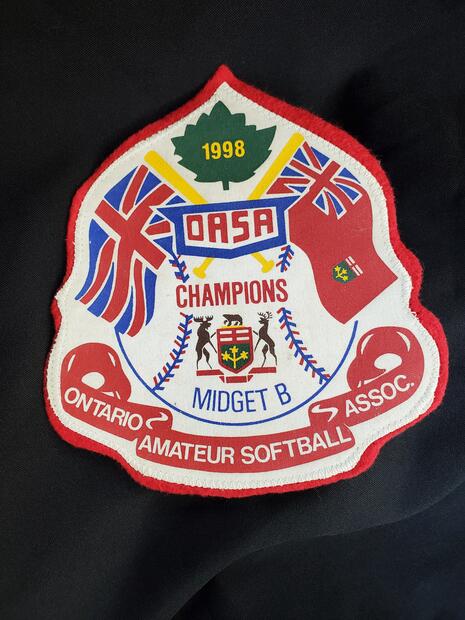 1998
OASA
CHAMPIONS
MIDGET B
ONTARIO
AMATEUR SOFTBALL
ASSOC.